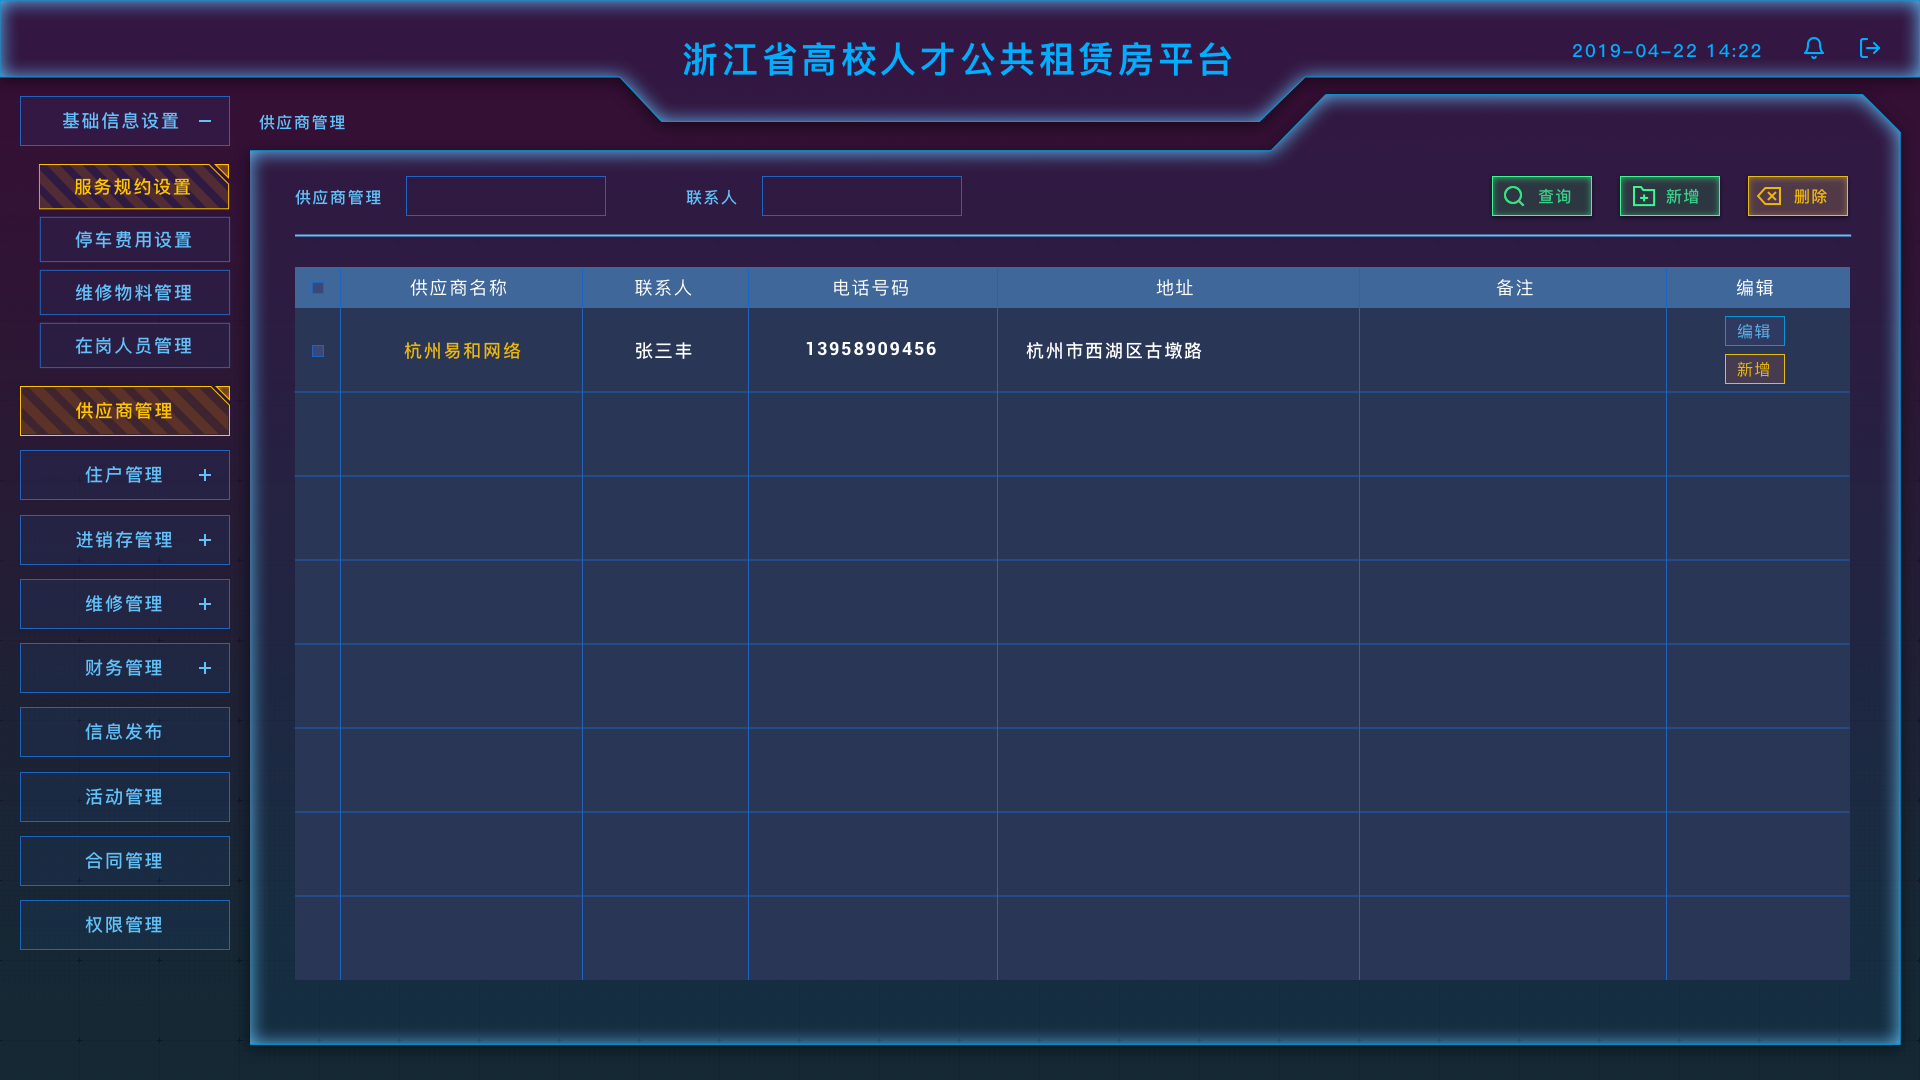 浙江省高校人才公共租赁房平台
2019-04-22 14:22
基础信息设置
服务规约设置
停车费用设置
维修物料管理
在岗人员管理
供应商管理
住户管理
进销存管理
维修管理
财务管理
信息发布
活动管理
合同管理
权限管理
供应商管理
供应商管理 联系人 查询 新增 删除
供应商名称 联系人 电话号码 地址 备注 编辑
杭州易和网络 张三丰 13958909456 杭州市西湖区古墩路 编辑
新增